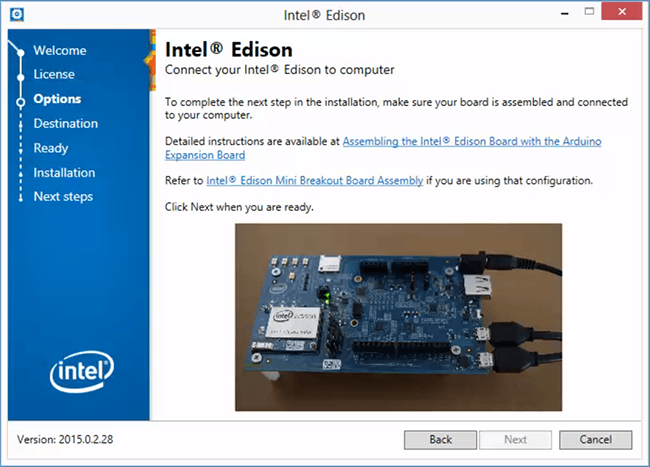 Intel® Edison
Welcome
License
Options
Destination
Ready
Installation
Next steps
intel
Intel® Edison
Connect your Intel® Edison to computer
To complete the next step in the installation, make sure your board is assembled and connected
to your computer.
Detailed instructions are available at Assembling the Intel® Edison Board with the Arduino
Expansion Board
Refer to Intel® Edison Mini Breakout Board Assembly if you are using that configuration.
Click Next when you are ready.
intel Edison
Version: 2015.0.2.28
Back
Next
Cancel